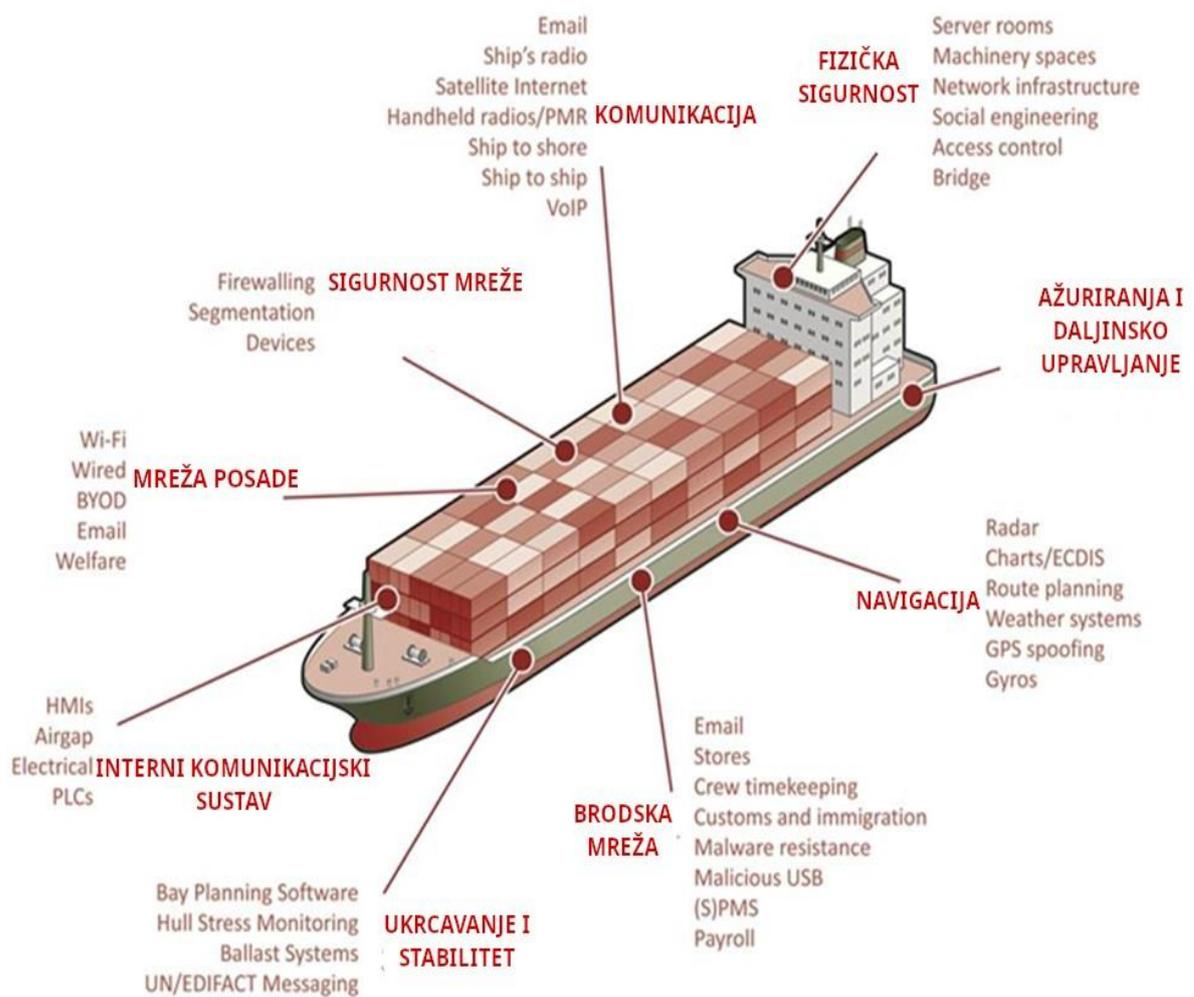 Email
Ship's radio
Satellite Internet
Handheld radios/PMR
Ship to shore
Ship to ship
VoIP
KOMUNIKACIJA
FIZIČKA
SIGURNOST
Server rooms
Machinery spaces
Network infrastructure
Social engineering
Access control
Bridge
Firewalling
Segmentation
Devices
SIGURNOST MREŽE
AŽURIRANJA I
DALJINSKO
UPRAVLJANJE
Wi-Fi
Wired
BYOD
Email
Welfare
MREŽA POSADE
NAVIGACIJA
Radar
Charts/ECDIS
Route planning
Weather systems
GPS spoofing
Gyros
HMIs
Airgap
Electrical
PLCs
INTERNI KOMUNIKACIJSKI
SUSTAV
BRODSKA
MREŽA
Email
Stores
Crew timekeeping
Customs and immigration
Malware resistance
Malicious USB
(S)PMS
Payroll
Bay Planning Software
Hull Stress Monitoring
Ballast Systems
UN/EDIFACT Messaging
UKRCAVANJE I
STABILITET